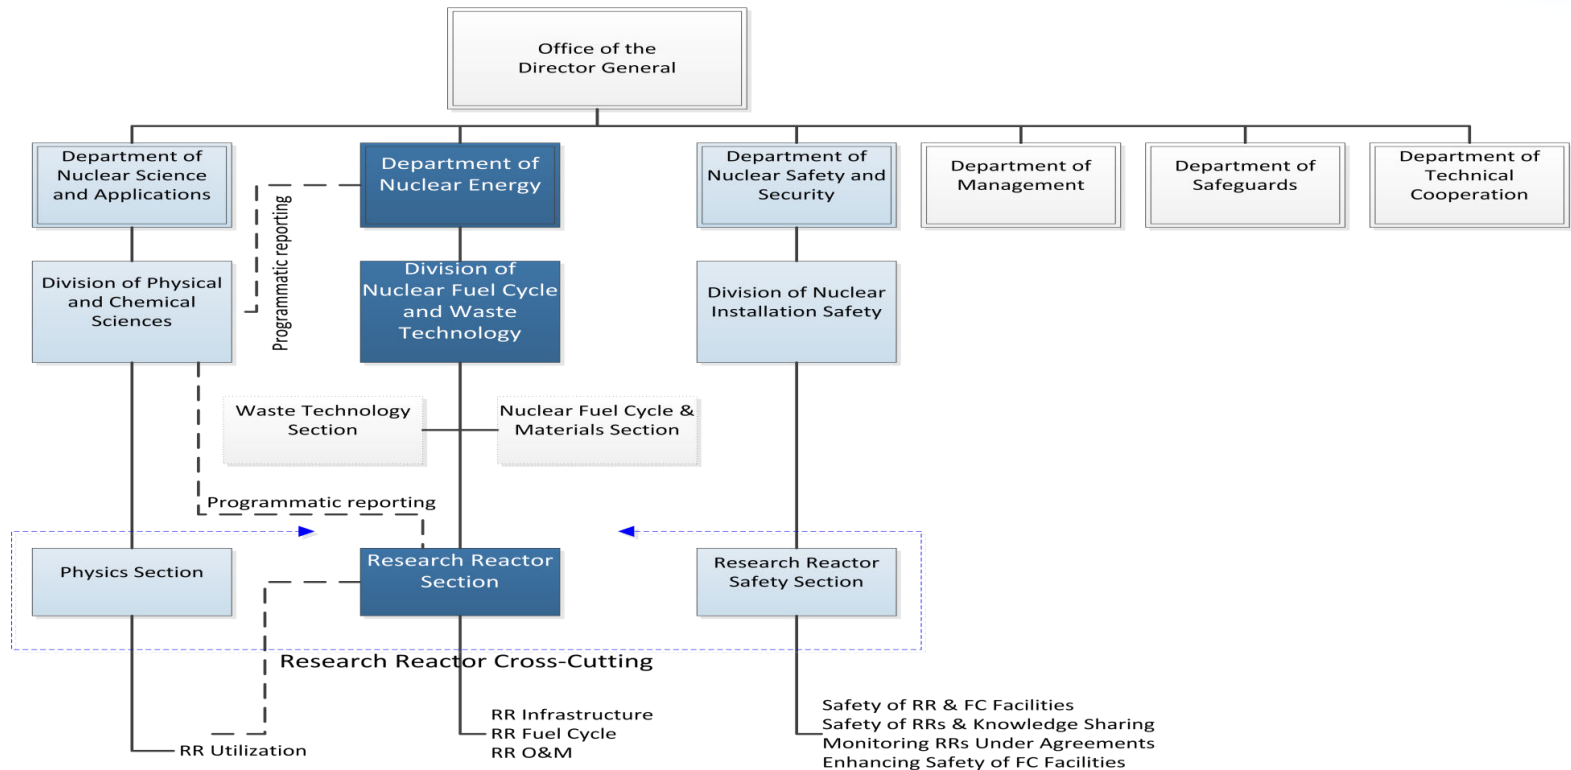 Office of the
Director General
Department of
Nuclear Science
and Applications
Department of
Nuclear Energy
Department of
Nuclear Safety and
Security
Department of
Management
Department of
Safeguards
Department of
Technical
Cooperation
Programmatic reporting
Division of Physical
and Chemical
Sciences
Division of
Nuclear Fuel Cycle
and Waste
Technology
Division of Nuclear
Installation Safety
Waste Technology
Section
Nuclear Fuel Cycle &
Materials Section
Programmatic reporting
Physics Section
Research Reactor
Section
Research Reactor
Safety Section
Research Reactor Cross-Cutting
RR Utilization
RR Infrastructure
RR Fuel Cycle
RR O&M
Safety of RR & FC Facilities
Safety of RRs & Knowledge Sharing
Monitoring RRs Under Agreements
Enhancing Safety of FC Facilities